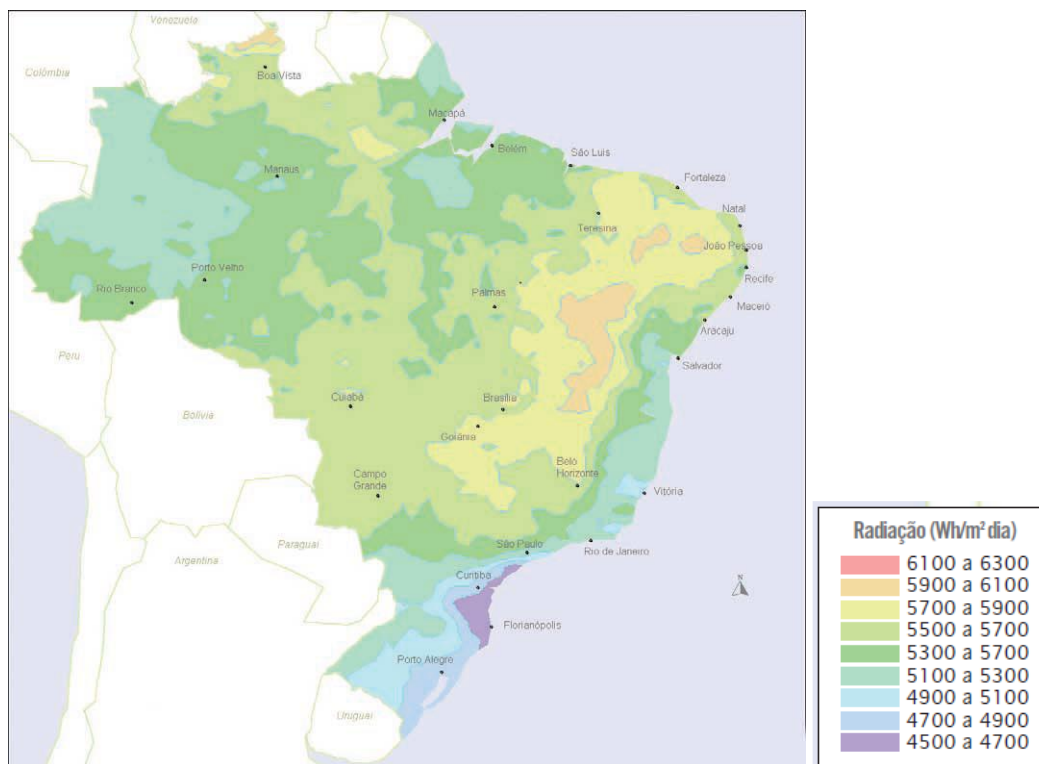 Venezuela
Colômbia
Boa Vista
Macapá
Belém
São Luis
Manaus
Fortaleza
Teresina
Natal
João Pessoa
Recife
Porto Velho
Rio Branco
Palmas
Maceió
Aracaju
Peru
Salvador
Bolívia
Cuiabá
Brasília
Goiânia
Campo
Grande
Belo
Horizonte
Vitória
Paraguai
São Paulo
Rio de Janeiro
Argentina
Curitiba
N
Florianópolis
Porto Alegre
Uruguai
Radiação (Wh/m² dia)
6100 a 6300
5900 a 6100
5700 a 5900
5500 a 5700
5300 a 5700
5100 a 5300
4900 a 5100
4700 a 4900
4500 a 4700